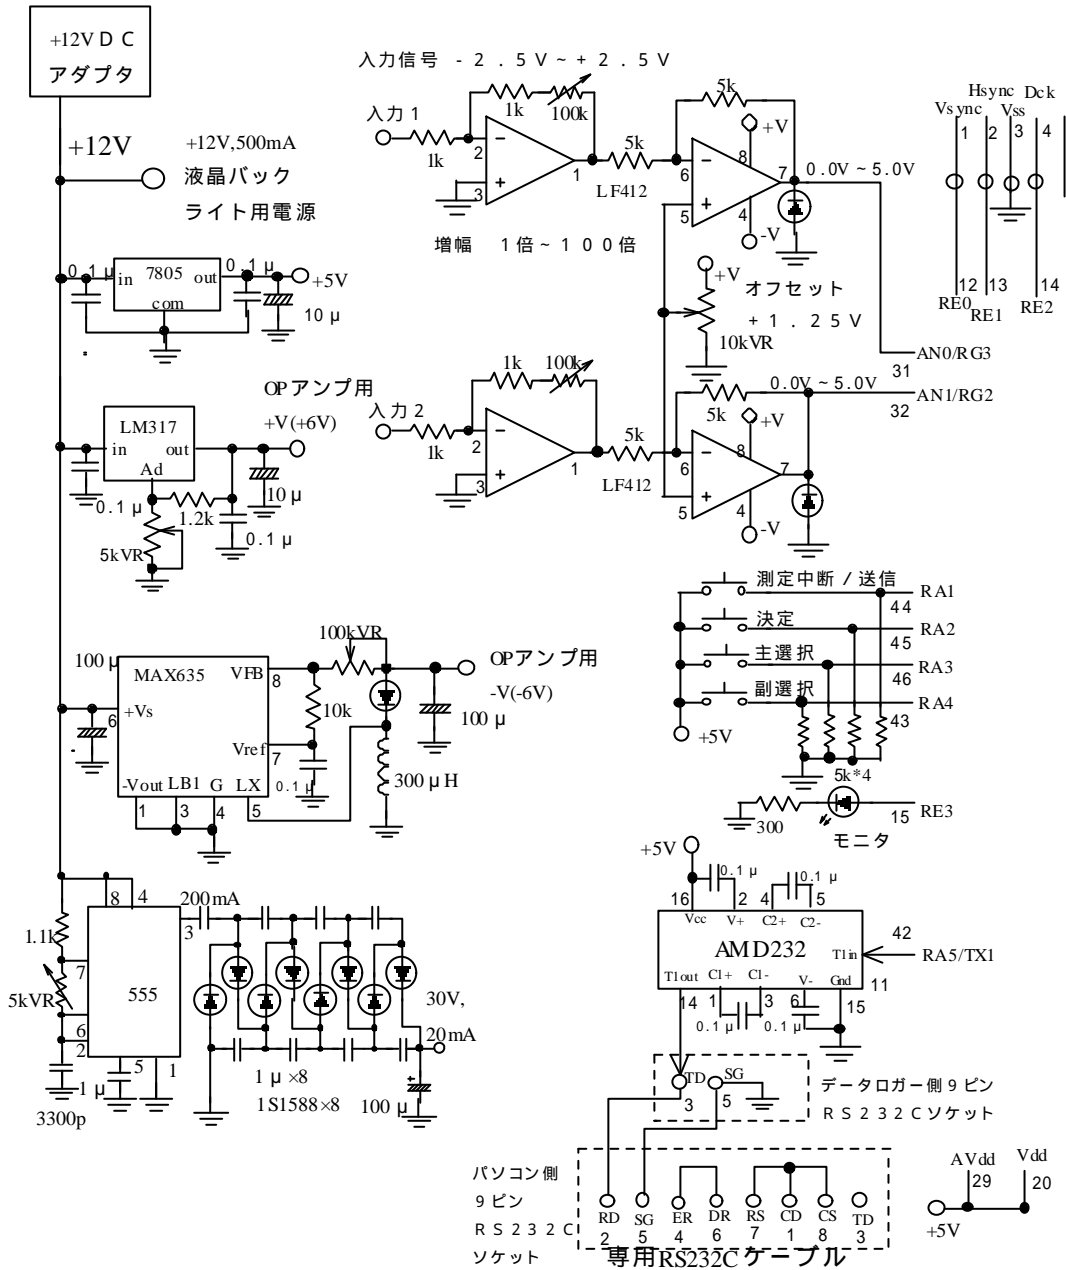 +12V D C
アダプタ
+12V
+12V,500mA
液晶バック
ライト用電源
0.1μ
in
7805
out
com
0.1μ
+5V
10μ
OPアンプ用
+V(+6V)
LM317
in
out
Ad
0.1μ
1.2k
10μ
0.1μ
5kVR
100μ
MAX635
VFB
8
+Vs
6
Vref
7
-Vout
LB1
G
LX
1
3
4
5
100kVR
10k
0.1μ
300μH
100μ
OPアンプ用
-V(-6V)
8
4
200mA
3
1.1k
7
5kVR
555
6
2
5
1
1μ
3300p
1μ×8
1S1588×8
30V,
20mA
100μ
入力信号 -2.5V~+2.5V
入力1
1k
1k
100k
2
3
1
5k
LF412
5k
6
5
8
4
7
+V
-V
0.0V~5.0V
増幅 1倍~100倍
+V
オフセット
+1.25V
10kVR
入力2
1k
1k
100k
2
3
1
5k
LF412
5k
6
5
8
4
7
+V
-V
0.0V~5.0V
AN0/RG3
31
AN1/RG2
32
Hsync
Dck
Vsync
Vss
1
2
3
4
12
13
14
RE0
RE1
RE2
測定中断/送信
RA1
44
決定
RA2
45
主選択
RA3
46
副選択
RA4
43
+5V
5k*4
300
15
RE3
モニタ
+5V
0.1μ
0.1μ
16
2
4
5
Vcc
V+
C2+
C2-
AMD232
T1in
42
RA5/TX1
11
T1out
C1+
C1-
V-
Gnd
14
1
3
6
15
0.1μ
0.1μ
TD
SG
3
5
データロガー側9ピン
RS232Cソケット
パソコン側
9ピン
RS232C
ソケット
RD
SG
ER
DR
RS
CD
CS
TD
2
5
4
6
7
1
8
3
専用RS232Cケーブル
AVdd
Vdd
29
20
+5V